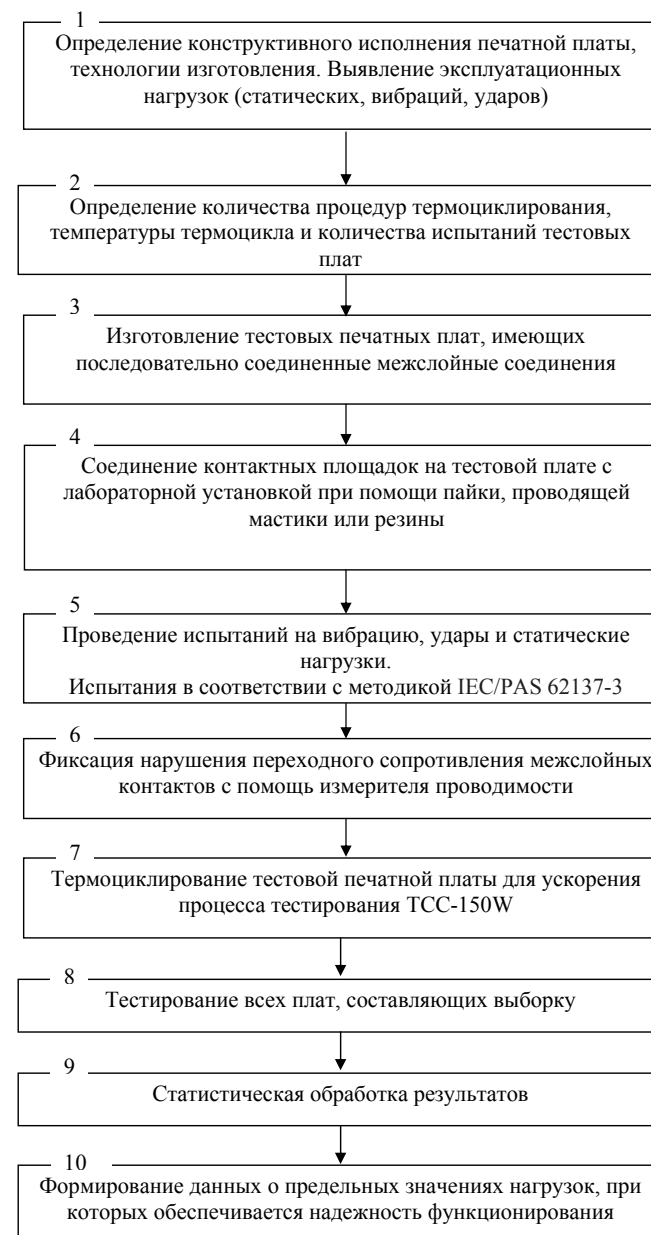 1
Определение конструктивного исполнения печатной платы,
технологии изготовления. Выявление эксплуатационных
нагрузок (статических, вибраций, ударов)
2
Определение количества процедур термоциклирования,
температуры термоцикла и количества испытаний тестовых
плат
3
Изготовление тестовых печатных плат, имеющих
последовательно соединенные межслойные соединения
4
Соединение контактных площадок на тестовой плате с
лабораторной установкой при помощи пайки, проводящей
мастики или резины
5
Проведение испытаний на вибрацию, удары и статические
нагрузки.
Испытания в соответствии с методикой IEC/PAS 62137-3
6
Фиксация нарушения переходного сопротивления межслойных
контактов с помощь измерителя проводимости
7
Термоциклирование тестовой печатной платы для ускорения
процесса тестирования TCC-150W
8
Тестирование всех плат, составляющих выборку
9
Статистическая обработка результатов
10
Формирование данных о предельных значениях нагрузок, при
которых обеспечивается надежность функционирования